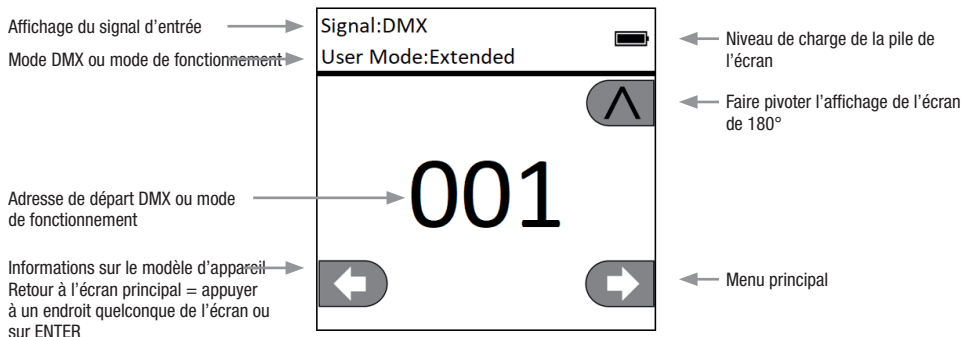 Affichage du signal d’entrée
Mode DMX ou mode de fonctionnement
Signal:DMX
User Mode:Extended
Niveau de charge de la pile de
l’écran
Faire pivoter l’affichage de l’écran
de 180°
Adresse de départ DMX ou mode
de fonctionnement
001
Informations sur le modèle d’appareil
Retour à l’écran principal = appuyer
à un endroit quelconque de l’écran ou
sur ENTER
Menu principal